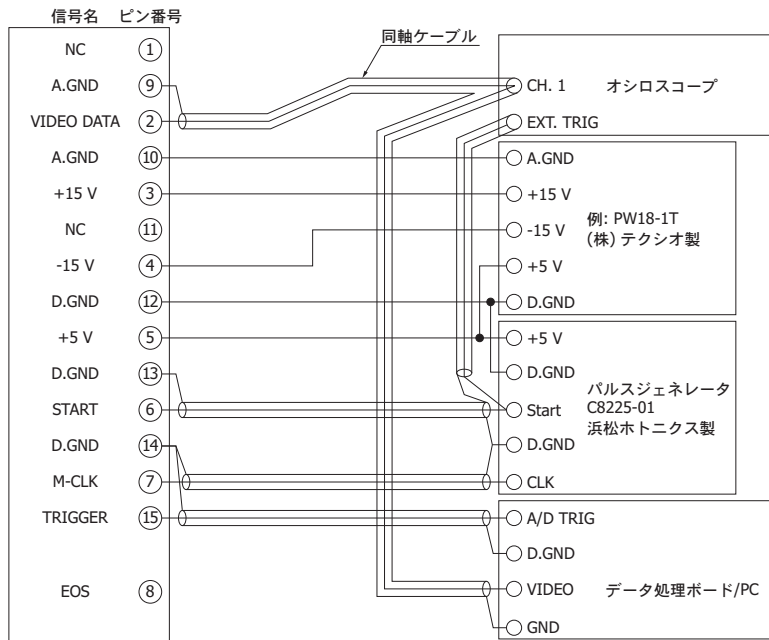 信号名 ピン番号
NC 1
A.GND 9
VIDEO DATA 2
A.GND 10
+15 V 3
NC 11
-15 V 4
D.GND 12
+5 V 5
D.GND 13
START 6
D.GND 14
M-CLK 7
TRIGGER 15
EOS 8
同軸ケーブル
CH. 1
オシロスコープ
EXT. TRIG
A.GND
+15 V
-15 V
+5 V
D.GND
例: PW18-1T
(株) テクシオ製
+5 V
D.GND
Start
D.GND
CLK
パルスジェネレータ
C8225-01
浜松ホトニクス製
A/D TRIG
D.GND
VIDEO
GND
データ処理ボード/PC